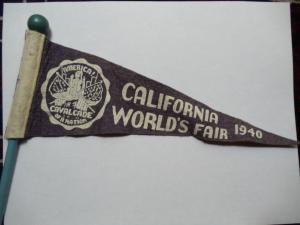 AMERICA!
CAVALCADE
OF A NATION
CALIFORNIA
WORLD'S FAIR 1940